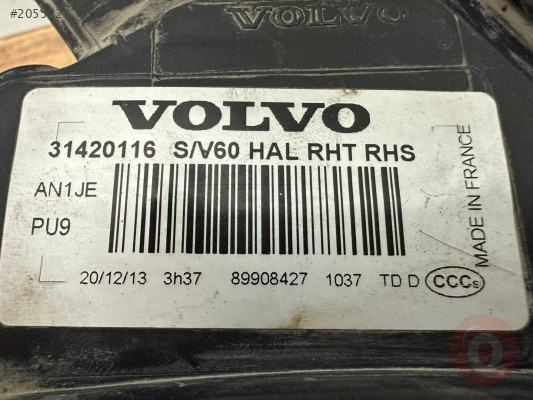 VOLVO
VOLVO
31420116 S/V60 HAL RHT RHS
AN1JE
PU9
MADE IN FRANCE
20/12/13 3h37 89908427 1037 TD D CCCs